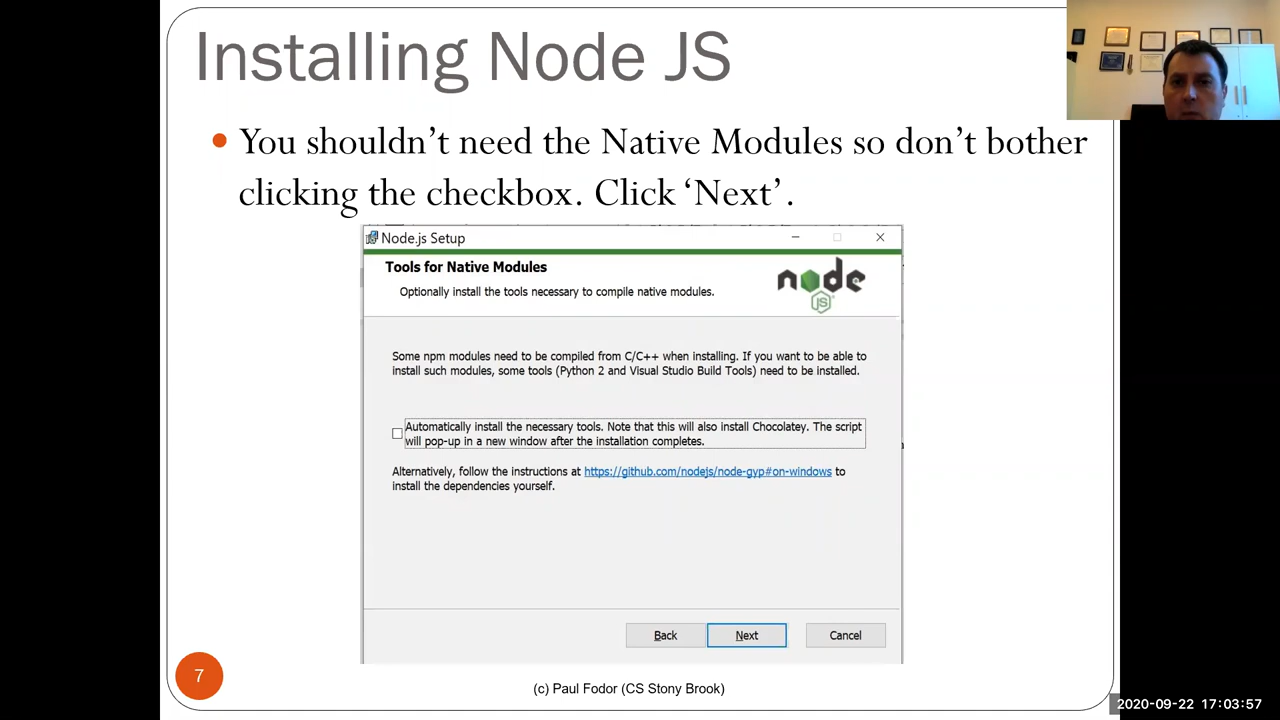 Installing Node JS
You shouldn’t need the Native Modules so don’t bother
clicking the checkbox. Click ‘Next’.
Node.js Setup
Tools for Native Modules
Optionally install the tools necessary to compile native modules.
node
JS
Some npm modules need to be compiled from C/C++ when installing. If you want to be able to
install such modules, some tools (Python 2 and Visual Studio Build Tools) need to be installed.
Automatically install the necessary tools. Note that this will also install Chocolatey. The script
will pop-up in a new window after the installation completes.
Alternatively, follow the instructions at https://github.com/nodejs/node-gyp#on-windows to
install the dependencies yourself.
Back
Next
Cancel
7
(c) Paul Fodor (CS Stony Brook)
2020-09-22 17:03:57